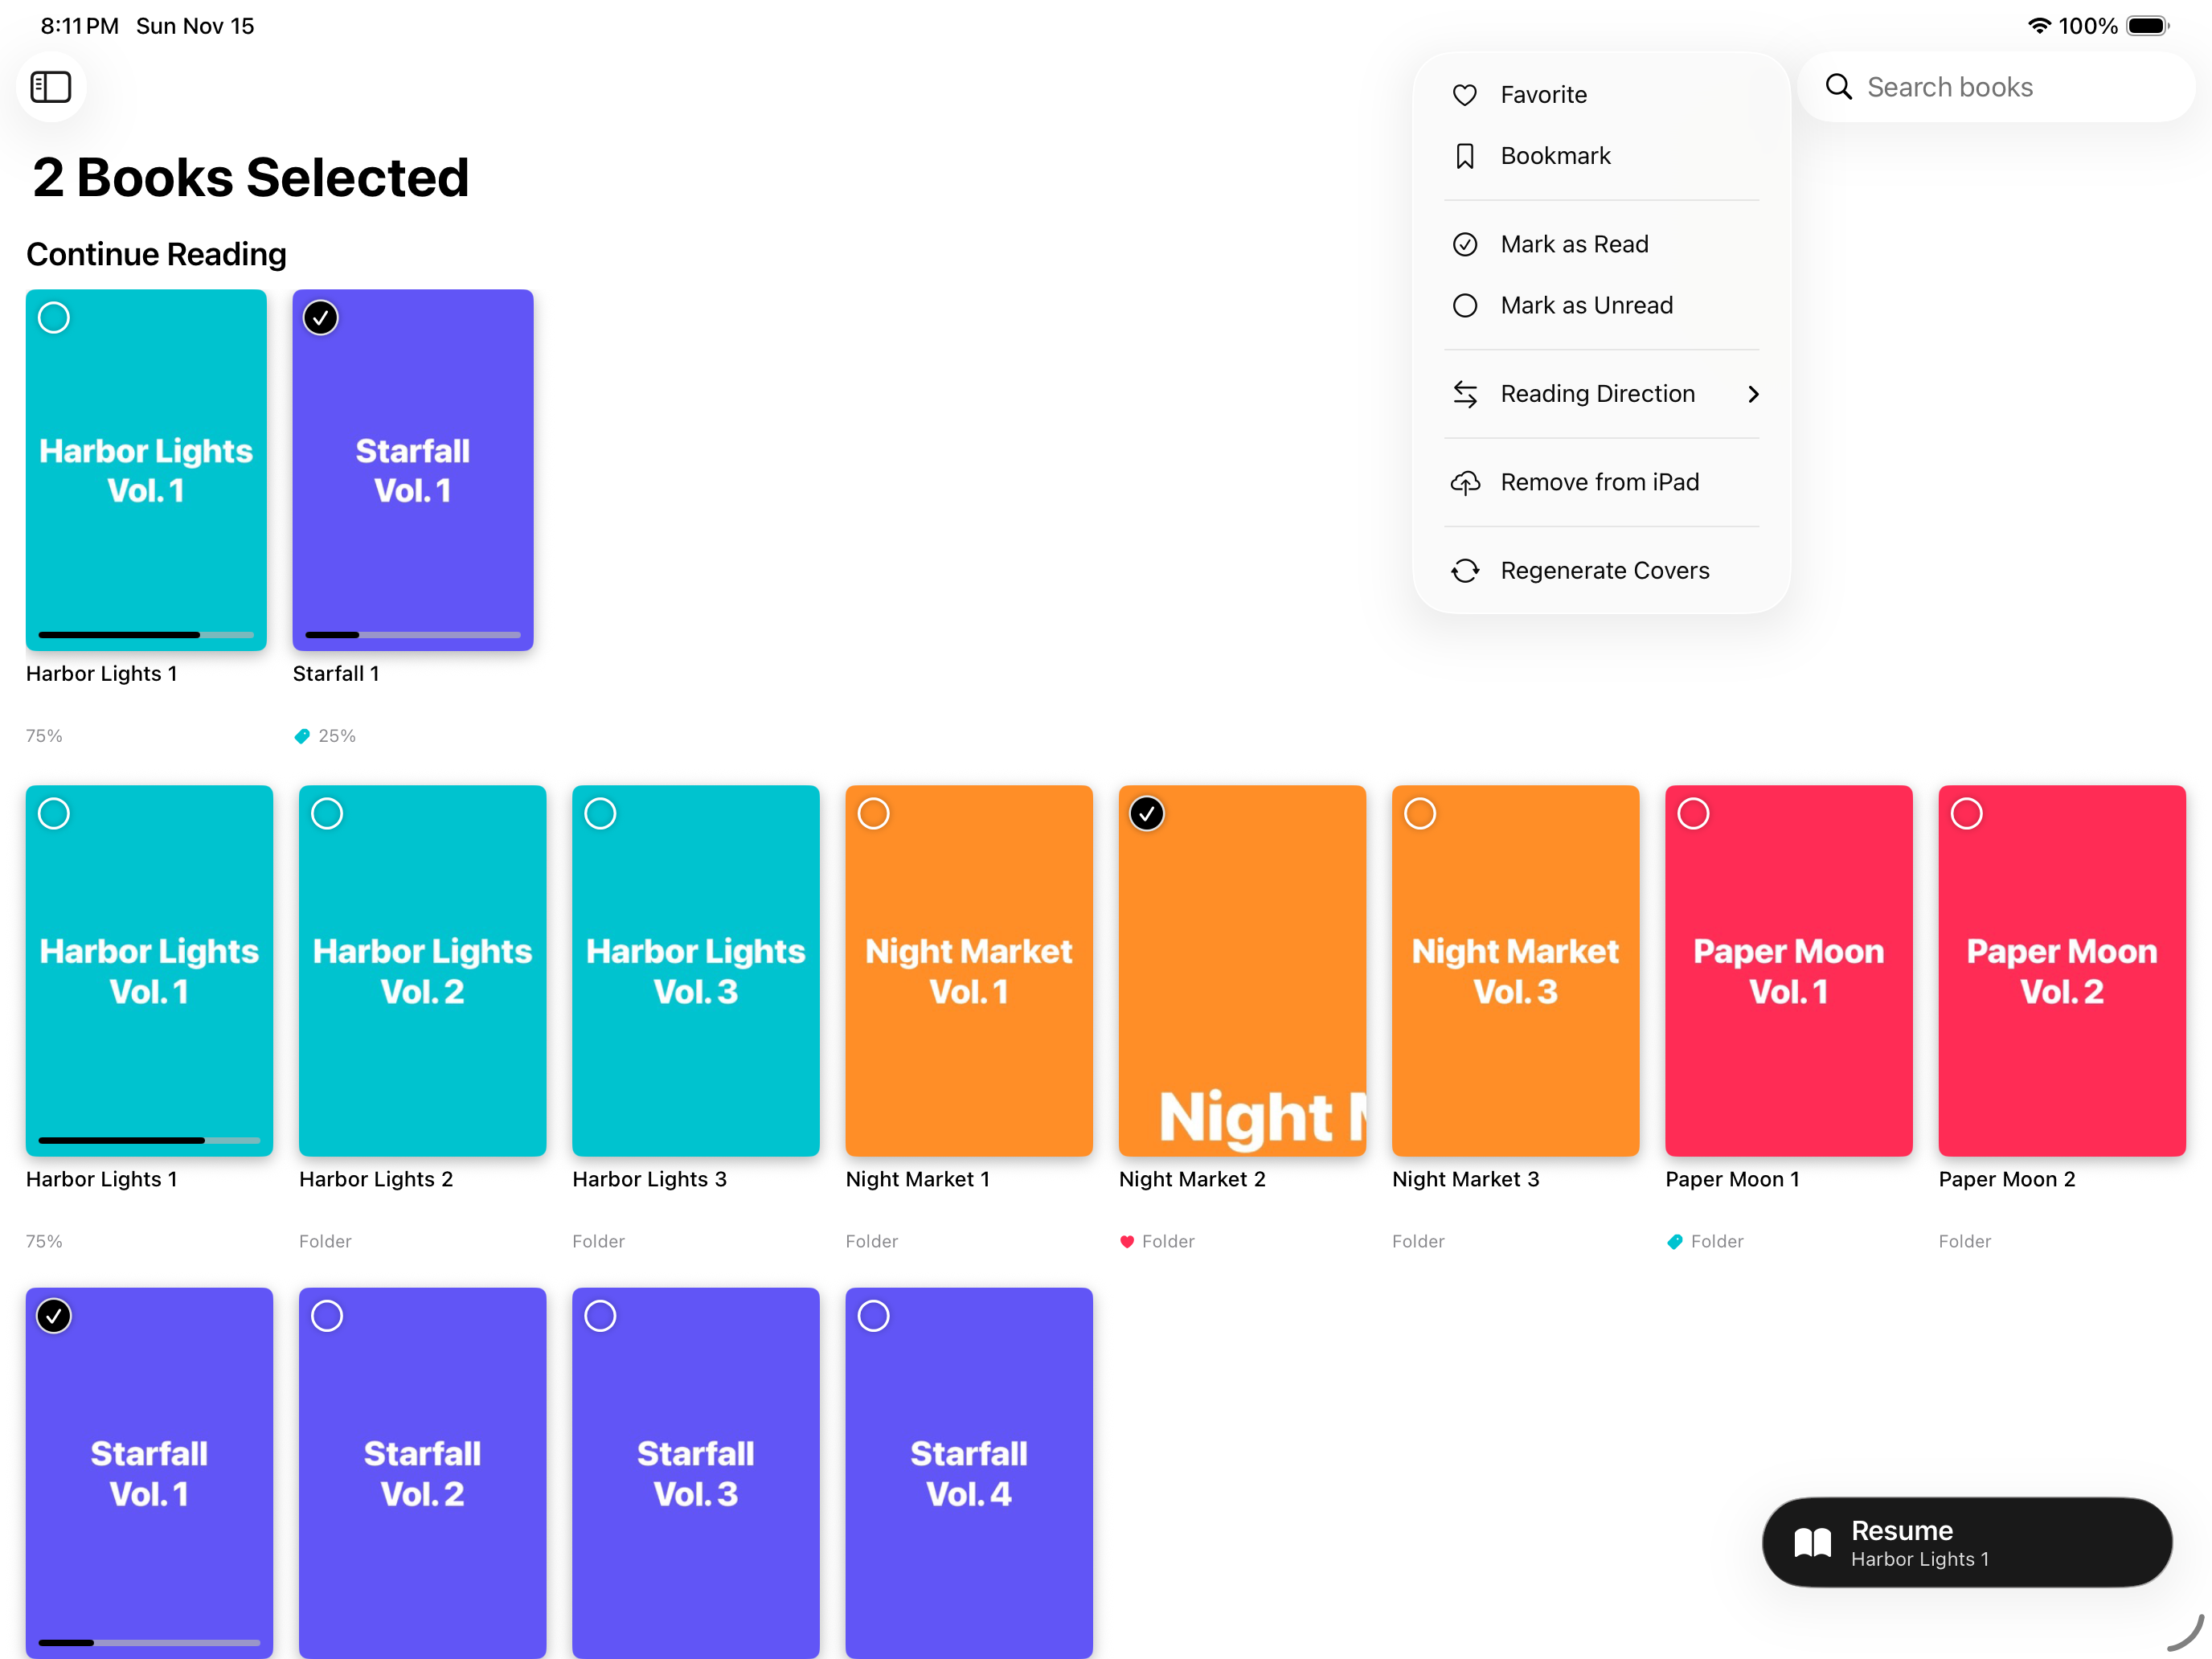 8:11 PM Sun Nov 15
100%
Search books
Favorite
Bookmark
Mark as Read
Mark as Unread
Reading Direction
Remove from iPad
Regenerate Covers
2 Books Selected
Continue Reading
Harbor Lights
Vol. 1
Starfall
Vol. 1
Harbor Lights 1
Starfall 1
75%
25%
Harbor Lights
Vol. 1
Harbor Lights
Vol. 2
Harbor Lights
Vol. 3
Night Market
Vol. 1
Night
Night Market
Vol. 3
Paper Moon
Vol. 1
Paper Moon
Vol. 2
Harbor Lights 1
Harbor Lights 2
Harbor Lights 3
Night Market 1
Night Market 2
Night Market 3
Paper Moon 1
Paper Moon 2
75%
Folder
Folder
Folder
Folder
Folder
Folder
Folder
Starfall
Vol. 1
Starfall
Vol. 2
Starfall
Vol. 3
Starfall
Vol. 4
Resume
Harbor Lights 1